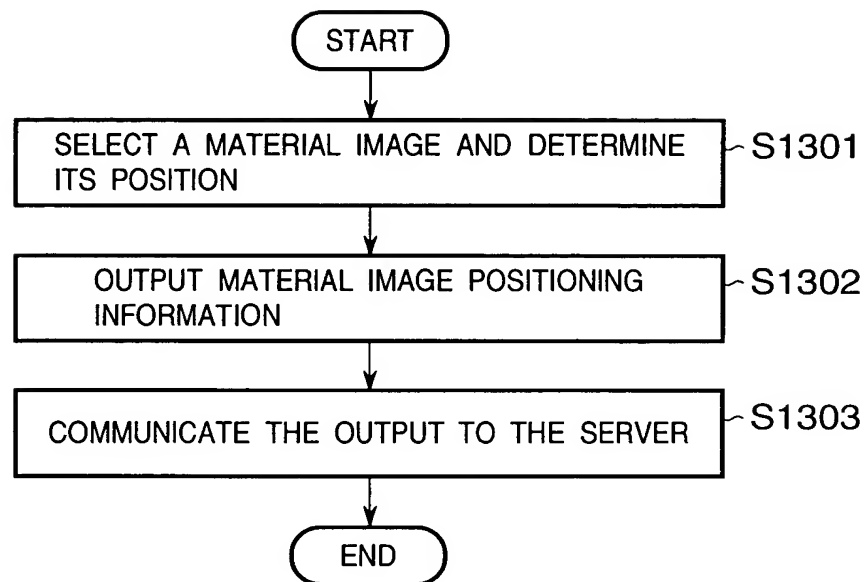 START
SELECT A MATERIAL IMAGE AND DETERMINE
ITS POSITION
S1301
OUTPUT MATERIAL IMAGE POSITIONING
INFORMATION
S1302
COMMUNICATE THE OUTPUT TO THE SERVER
S1303
END